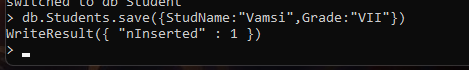 switched to db Student
> db.Students.save({StudName:"Vamsi",Grade:"VII"})
WriteResult({ "nInserted" : 1 })
>